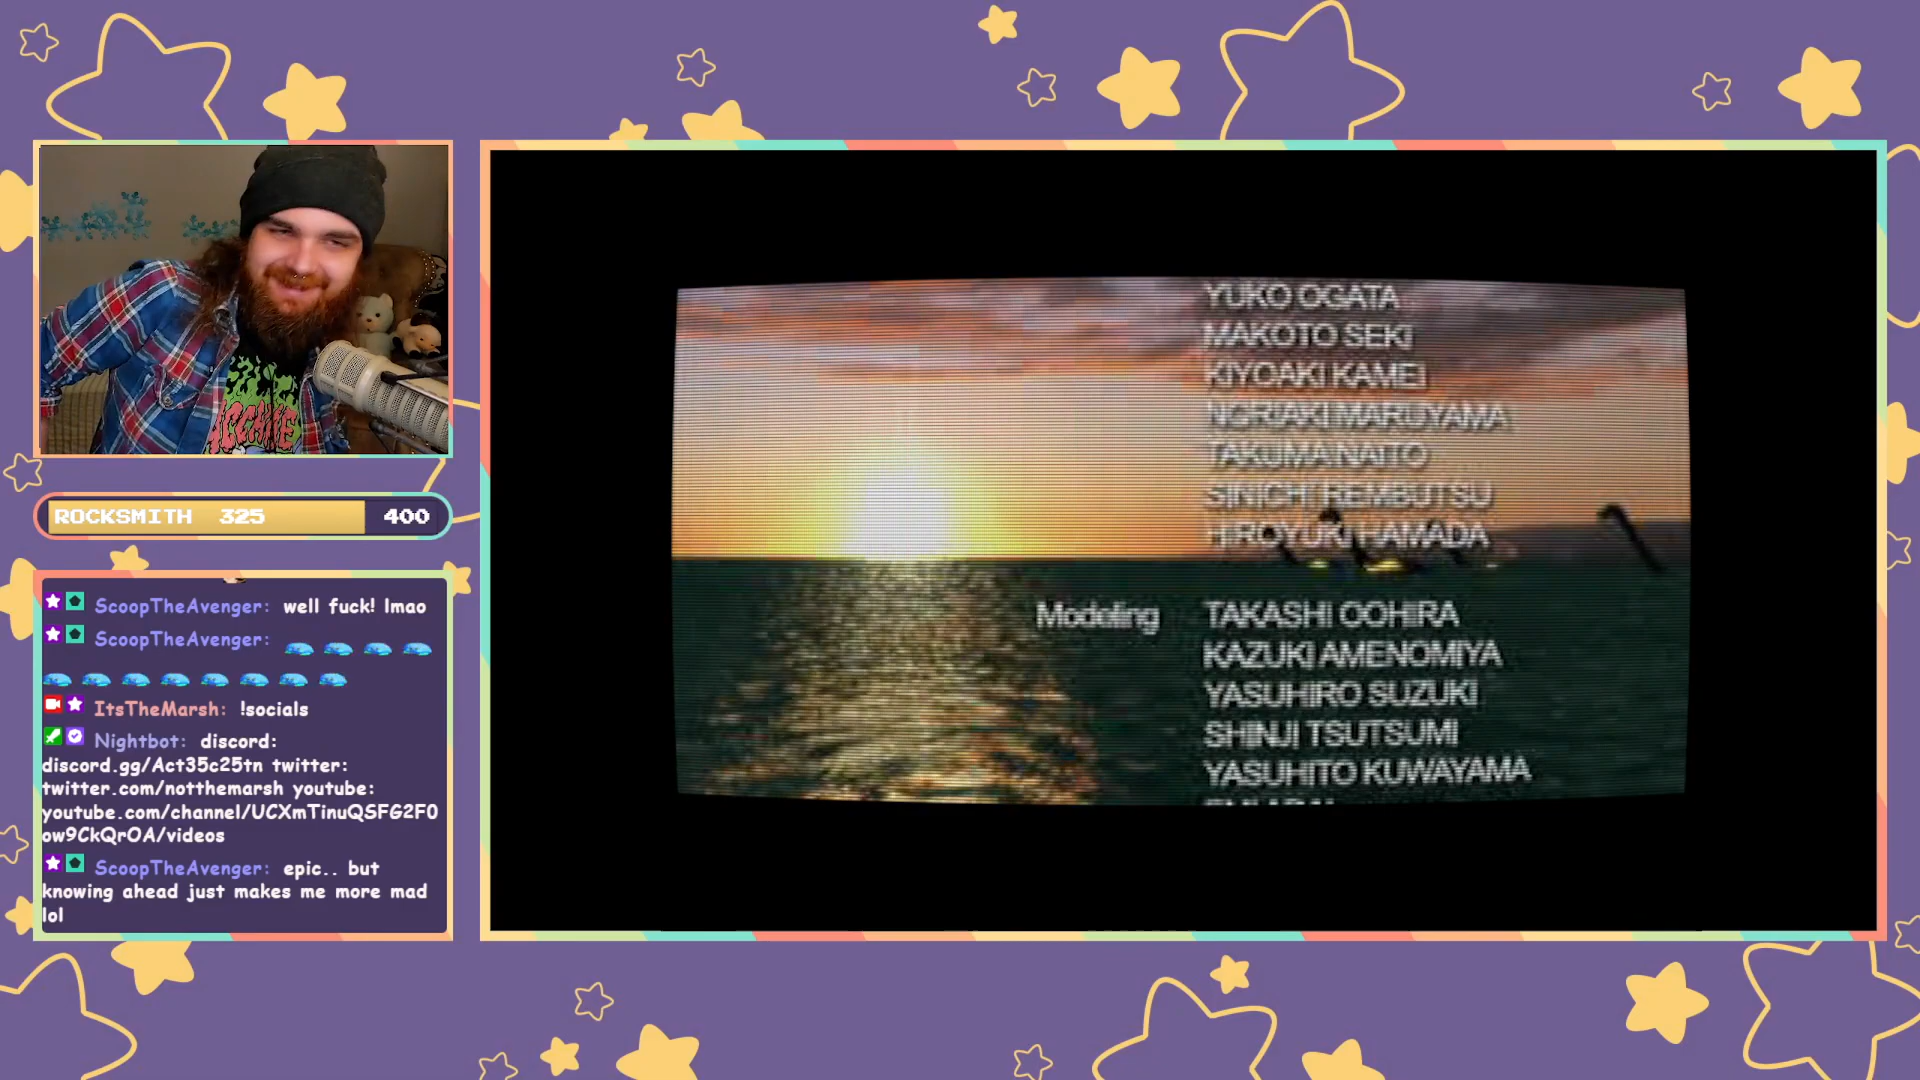 ROCKSMITH 325 400
ScoopTheAvenger: well fuck! lmao
ScoopTheAvenger:
ItsTheMarsh: !socials
Nightbot: discord:
discord.gg/Act35c25tn twitter:
twitter.com/notthemarsh youtube:
youtube.com/channel/UCXmTinuQSFG2F0
ow9CkQrOA/videos
ScoopTheAvenger: epic.. but
knowing ahead just makes me more mad
lol
YUKO OGATA
MAKOTO SEKI
KIYOAKI KAMEI
NORIAKI MARUYAMA
TAKUMA NAITO
SINICHI REMBUTSU
HIROYUKI HAMADA
Modeling TAKASHI OOHIRA
KAZUKI AMENOMIYA
YASUHIRO SUZUKI
SHINJI TSUTSUMI
YASUHITO KUWAYAMA